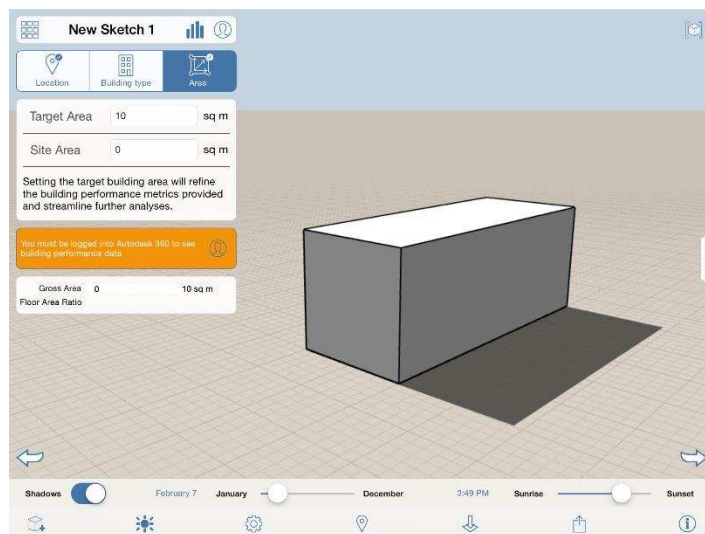 New Sketch 1
Location Building type Area
Target Area 10 sq m
Site Area 0 sq m
Setting the target building area will refine
the building performance metrics provided
and streamline further analyses.
You must be logged into Autodesk 360 to see
building performance data
Gross Area 0 10 sq m
Floor Area Ratio
Shadows February 7 January December 3:49 PM Sunrise Sunset